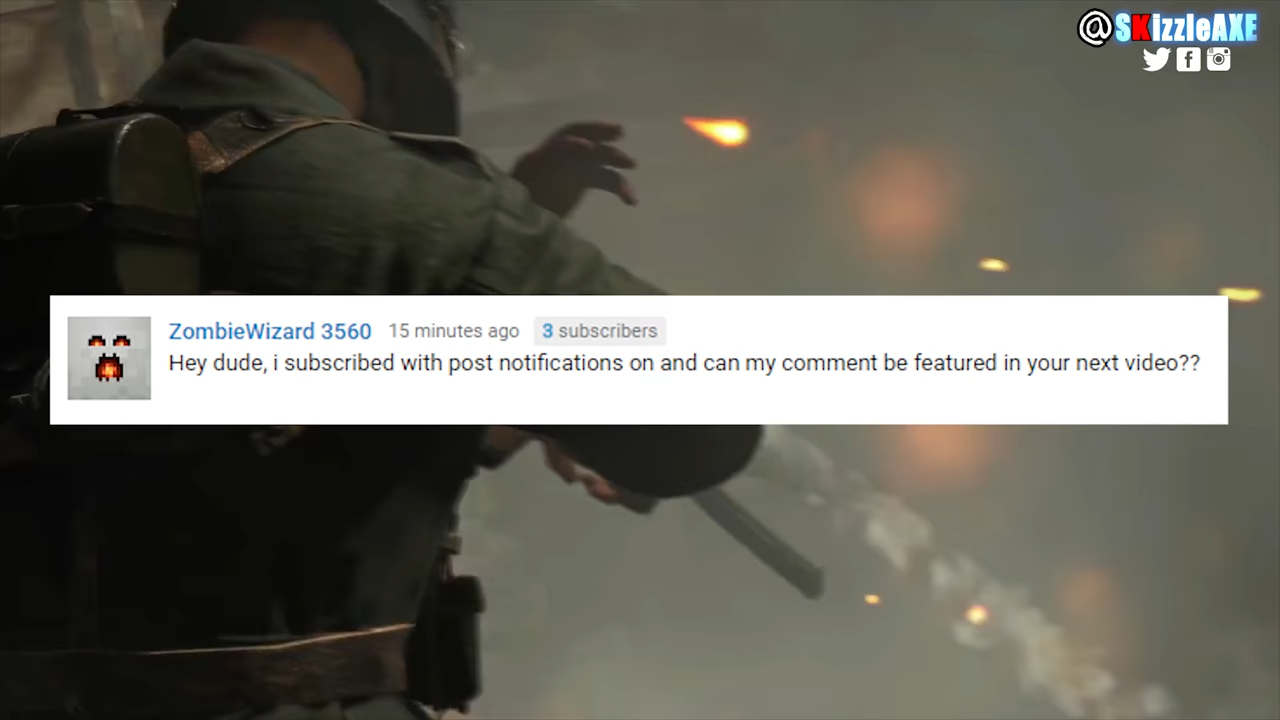 @SKizzleAXE
ZombieWizard 3560 15 minutes ago 3 subscribers
Hey dude, i subscribed with post notifications on and can my comment be featured in your next video??